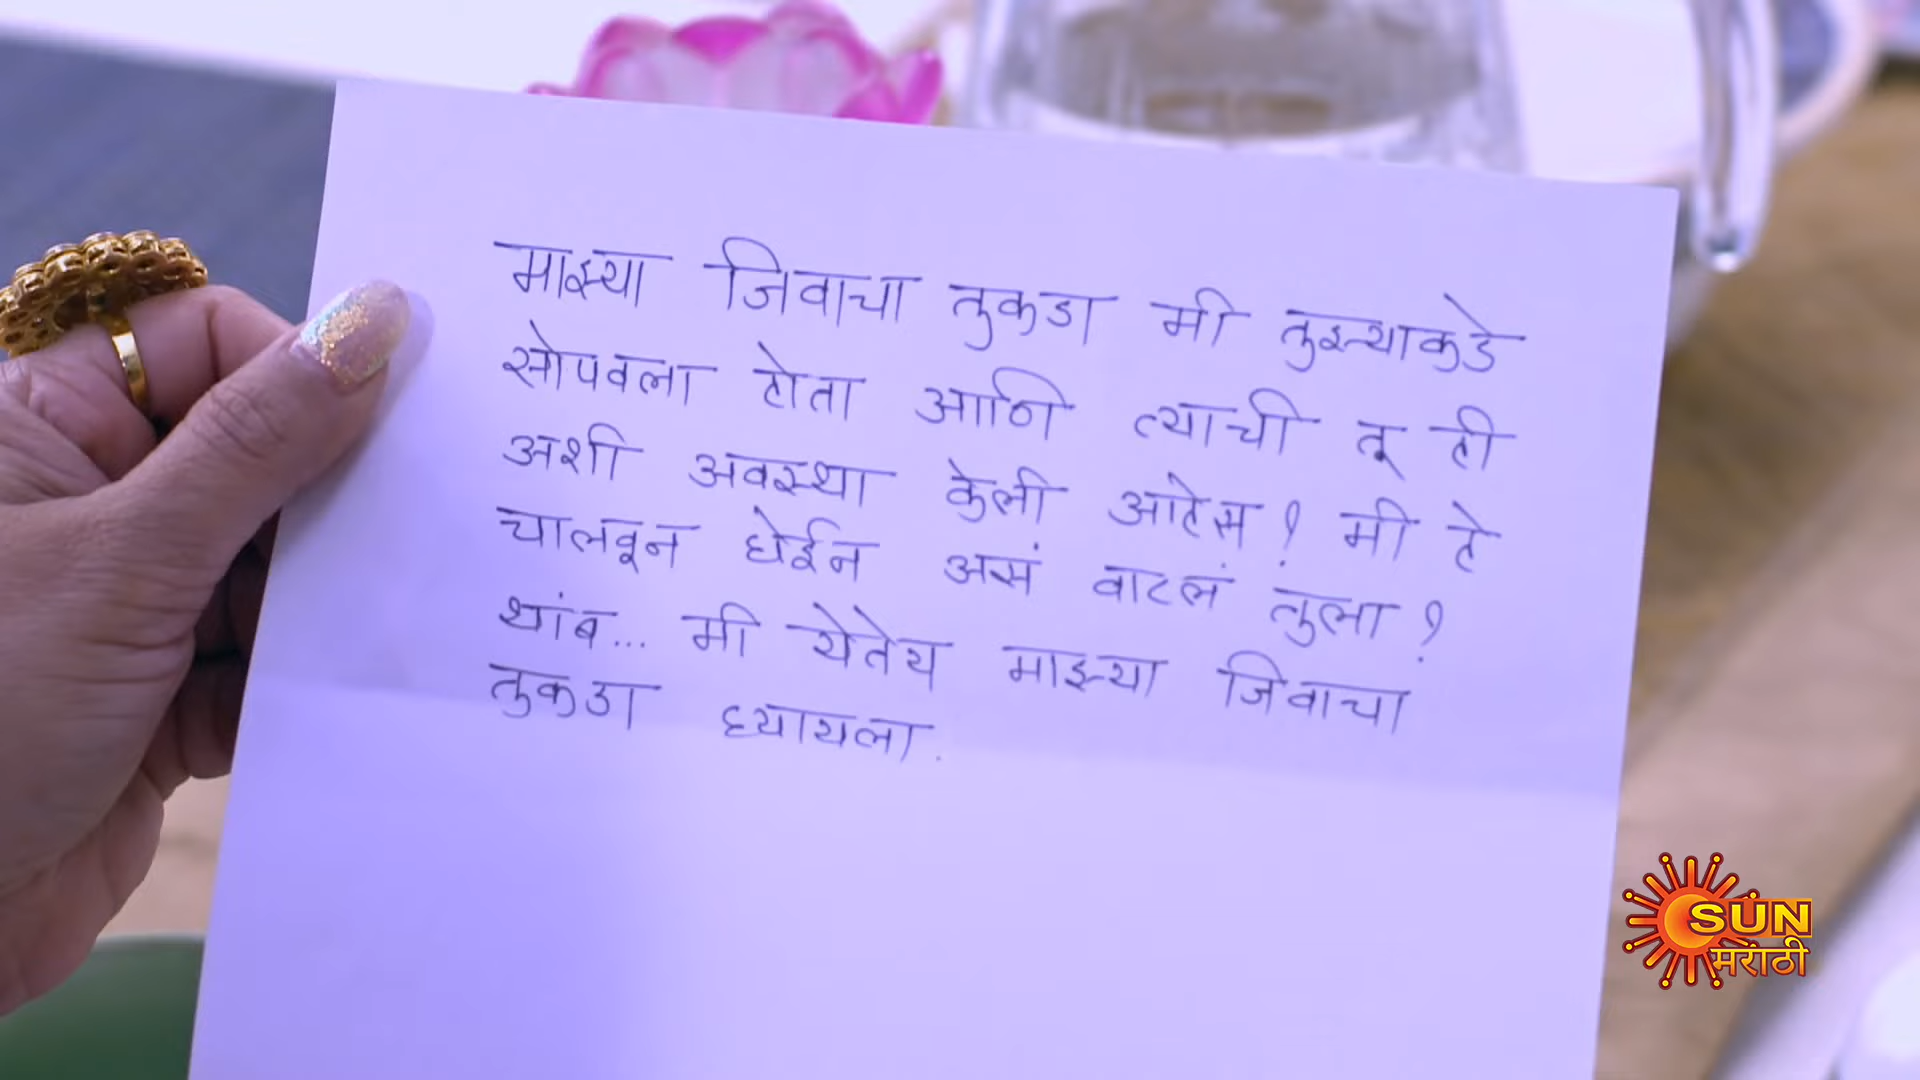 माझ्या जिवाचा तुकडा मी तुझ्याकडे
सोपवला होता आणि त्याची तू ही
अशी अवस्था केली आहेस? मी हे
चालवून घेईन असं वाटलं तुला?
थांब... मी येतेय माझ्या जिवाचा
तुकडा घ्यायला.
SUN
मराठी